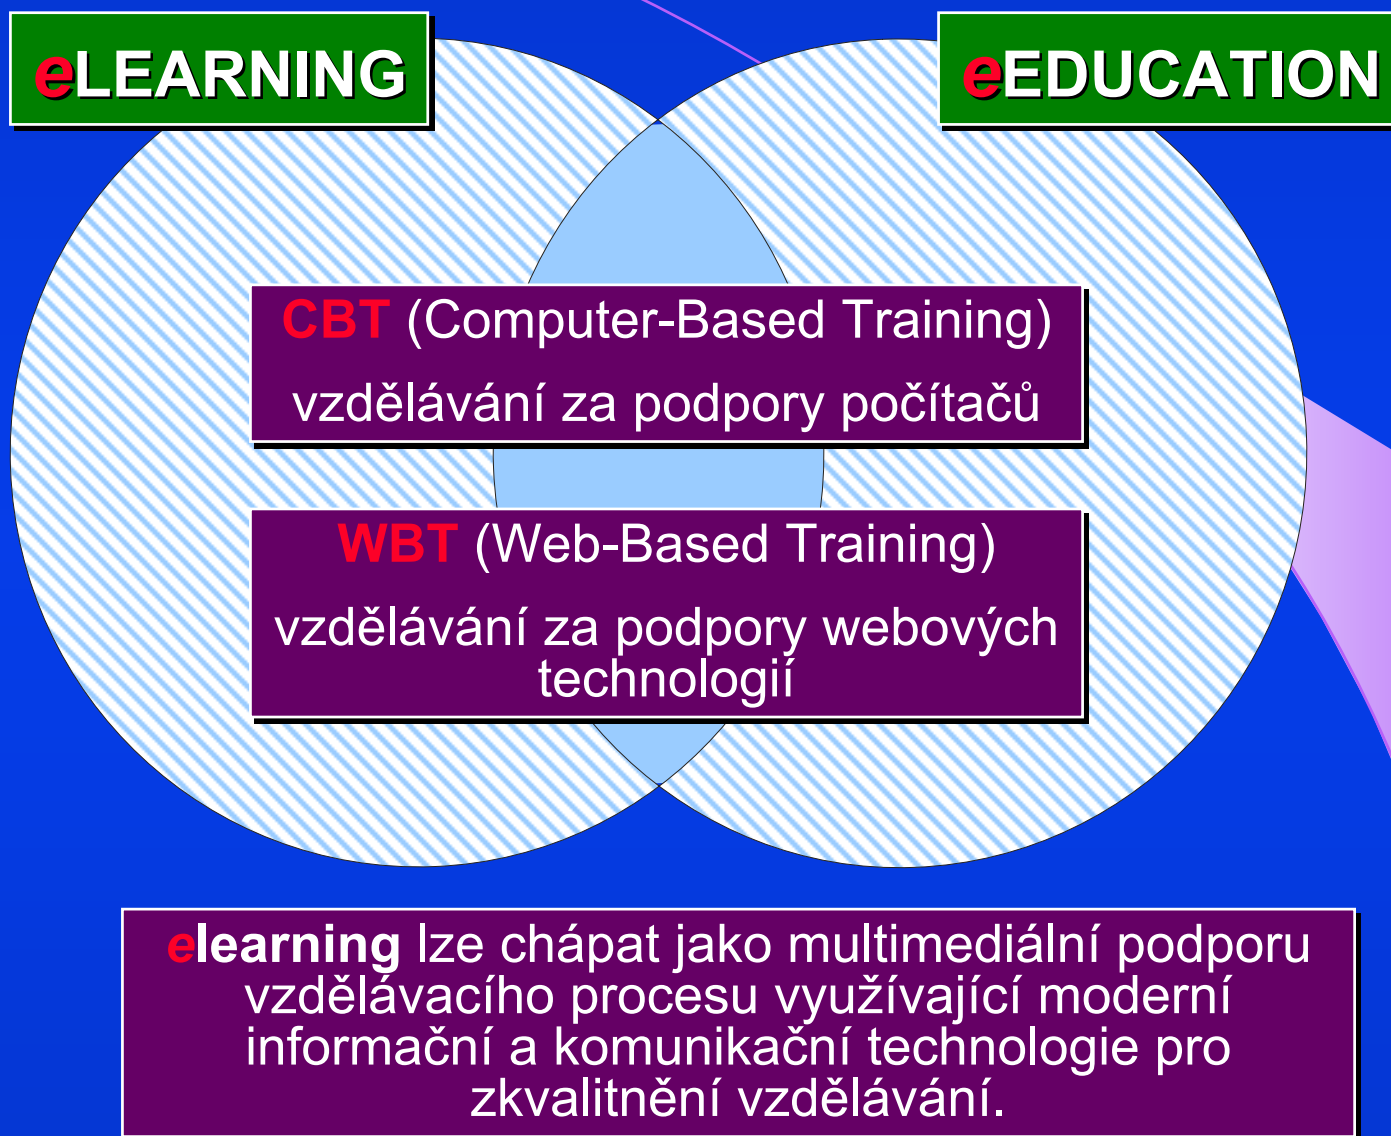 eLEARNING
eEDUCATION
CBT (Computer-Based Training)
vzdělávání za podpory počítačů
WBT (Web-Based Training)
vzdělávání za podpory webových
technologií
elearning lze chápat jako multimediální podporu
vzdělávacího procesu využívající moderní
informační a komunikační technologie pro
zkvalitnění vzdělávání.